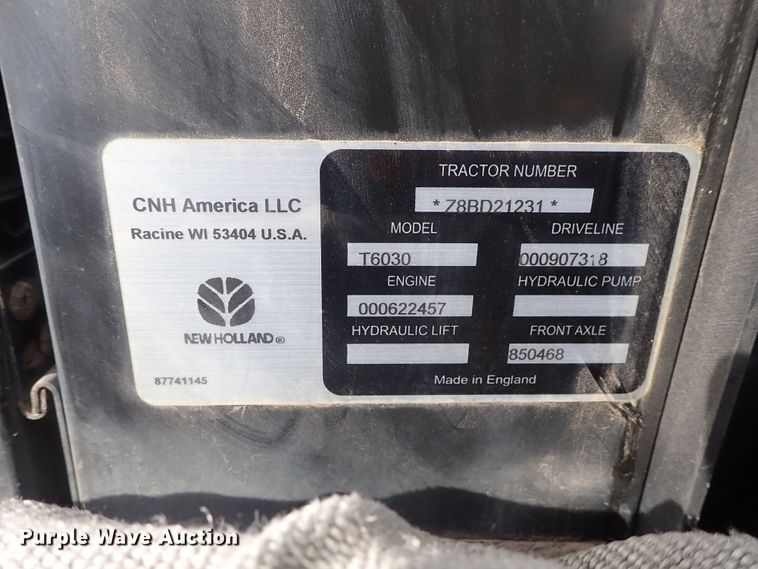 CNH America LLC
Racine WI 53404 U.S.A.
NEW HOLLAND®
87741145
TRACTOR NUMBER
* Z8BD21231 *
MODEL DRIVELINE
T6030 000907318
ENGINE HYDRAULIC PUMP
000622457
HYDRAULIC LIFT FRONT AXLE
850468
Made in England
Purple Wave Auction